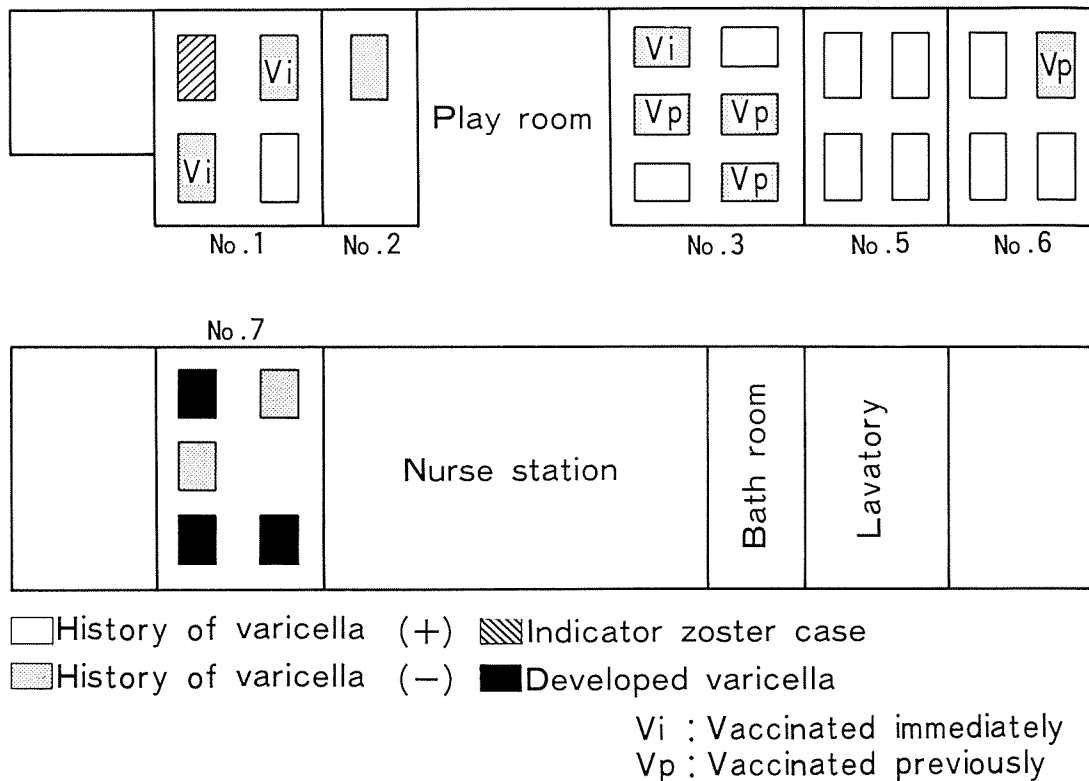 Vi
Vi
Play room
Vi
Vp Vp
Vp
Vp
No.1 No.2 No.3 No.5 No.6
No.7
Nurse station
Bath room
Lavatory
History of varicella (+) Indicator zoster case
History of varicella (-) Developed varicella
Vi : Vaccinated immediately
Vp : Vaccinated previously